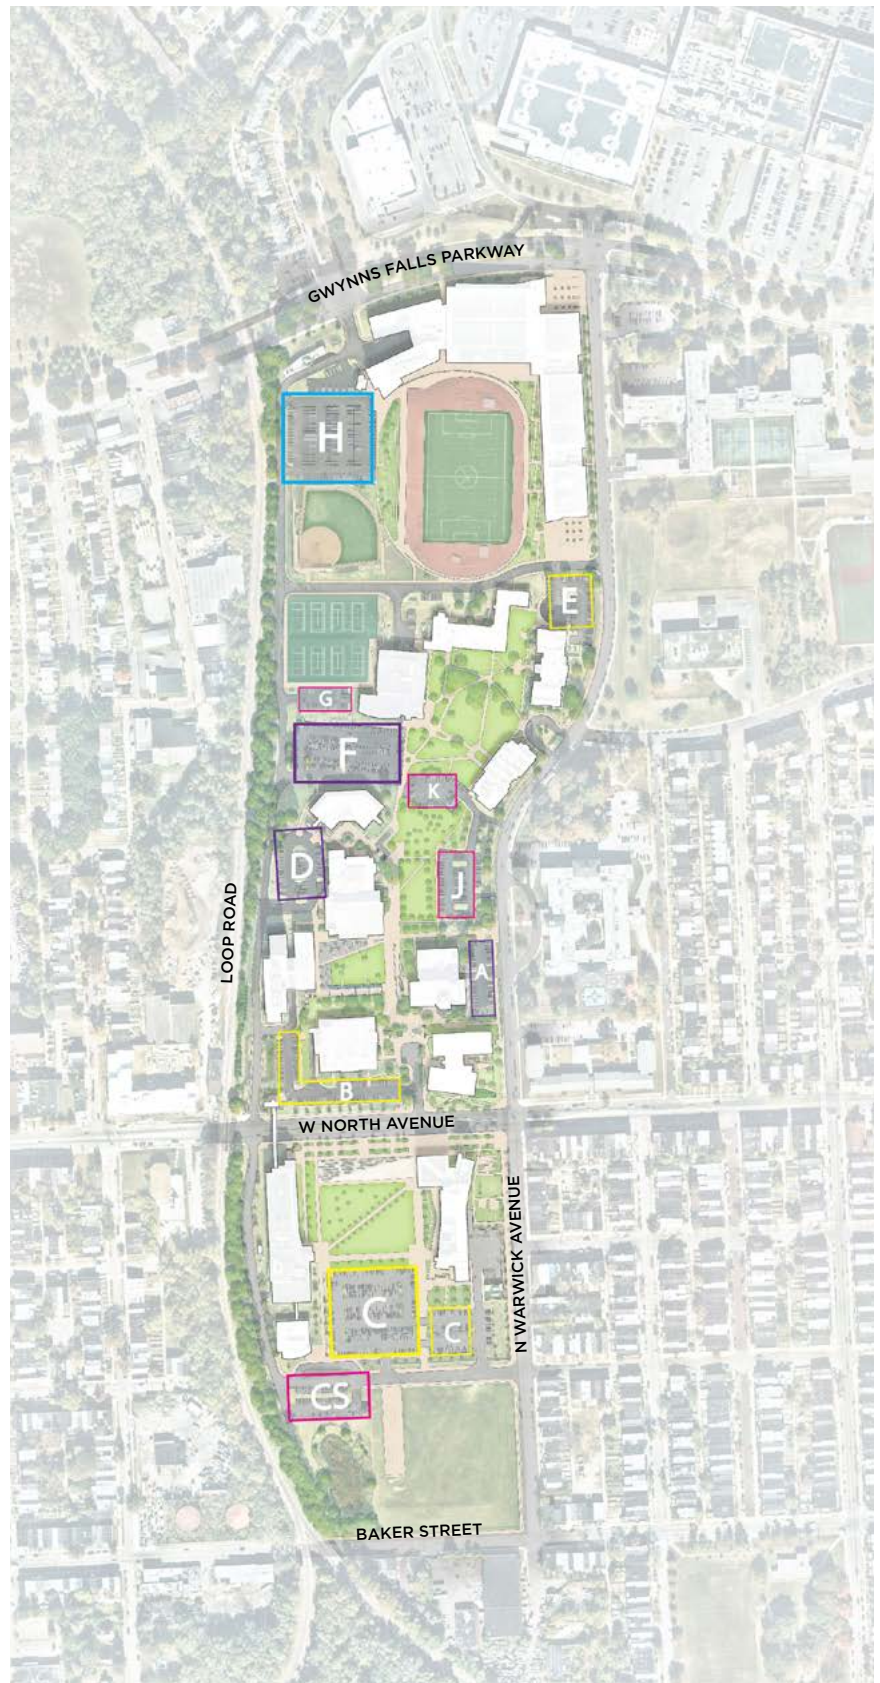 GWYNNS FALLS PARKWAY
H
E
G
F
K
D
J
LOOP ROAD
A
B
W NORTH AVENUE
N WARWICK AVENUE
C
C
CS
BAKER STREET